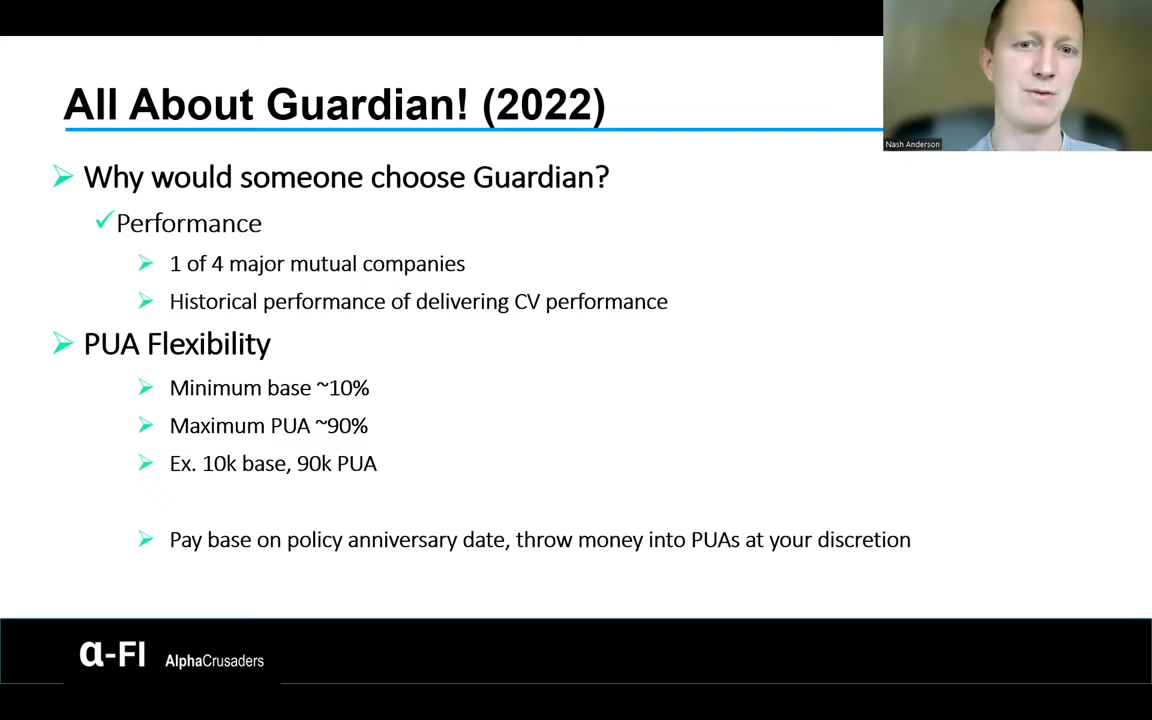 All About Guardian! (2022)
Nash Anderson
Why would someone choose Guardian?
Performance
1 of 4 major mutual companies
Historical performance of delivering CV performance
PUA Flexibility
Minimum base ~10%
Maximum PUA ~90%
Ex. 10k base, 90k PUA
Pay base on policy anniversary date, throw money into PUAs at your discretion
α-FI AlphaCrusaders